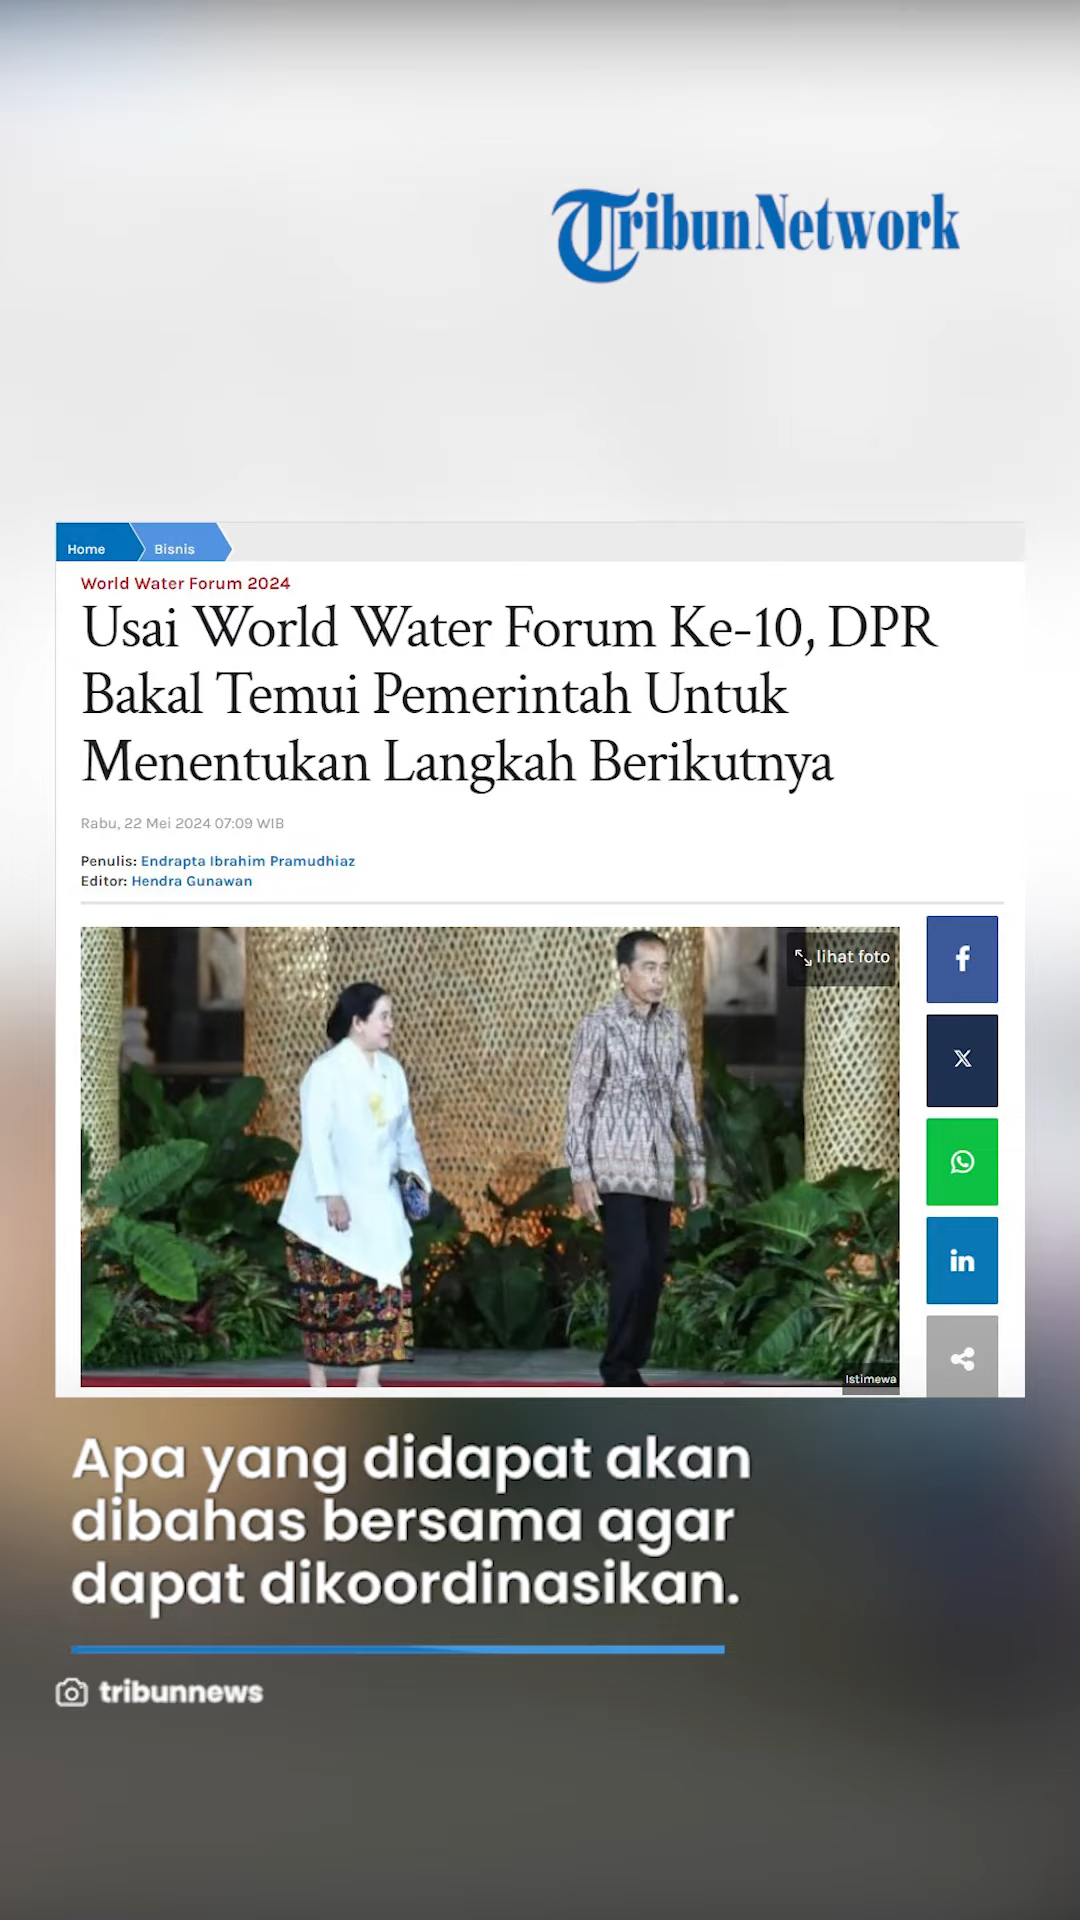 TribunNetwork
Home
Bisnis
World Water Forum 2024
Usai World Water Forum Ke-10, DPR
Bakal Temui Pemerintah Untuk
Menentukan Langkah Berikutnya
Rabu, 22 Mei 2024 07:09 WIB
Penulis: Endrapta Ibrahim Pramudhiaz
Editor: Hendra Gunawan
lihat foto
Istimewa
Apa yang didapat akan
dibahas bersama agar
dapat dikoordinasikan.
tribunnews